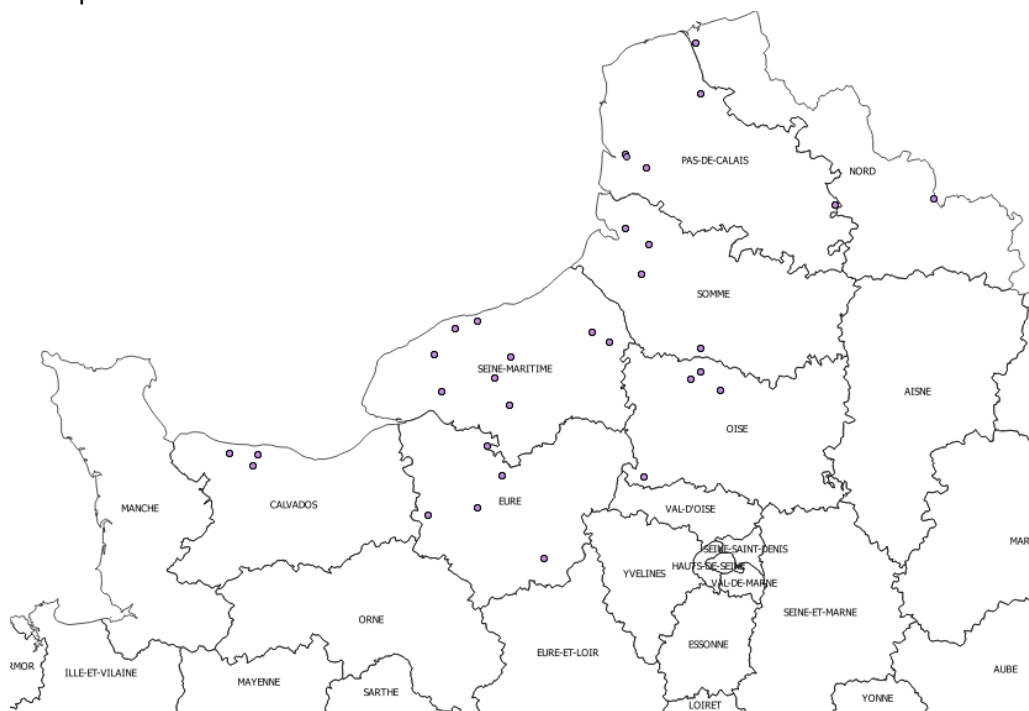 PAS-DE-CALAIS
NORD
SOMME
SEINE-MARITIME
AISNE
OISE
EURE
MANCHE
CALVADOS
VAL-D'OISE
MAR
SEINE-SAINT-DENIS
HAUTS-DE-SEINE
YVELINES
VAL-DE-MARNE
SEINE-ET-MARNE
ORNE
ESSONNE
EURE-ET-LOIR
RMOR
ILLE-ET-VILAINE
AUBE
MAYENNE
SARTHE
YONNE
LOIRET